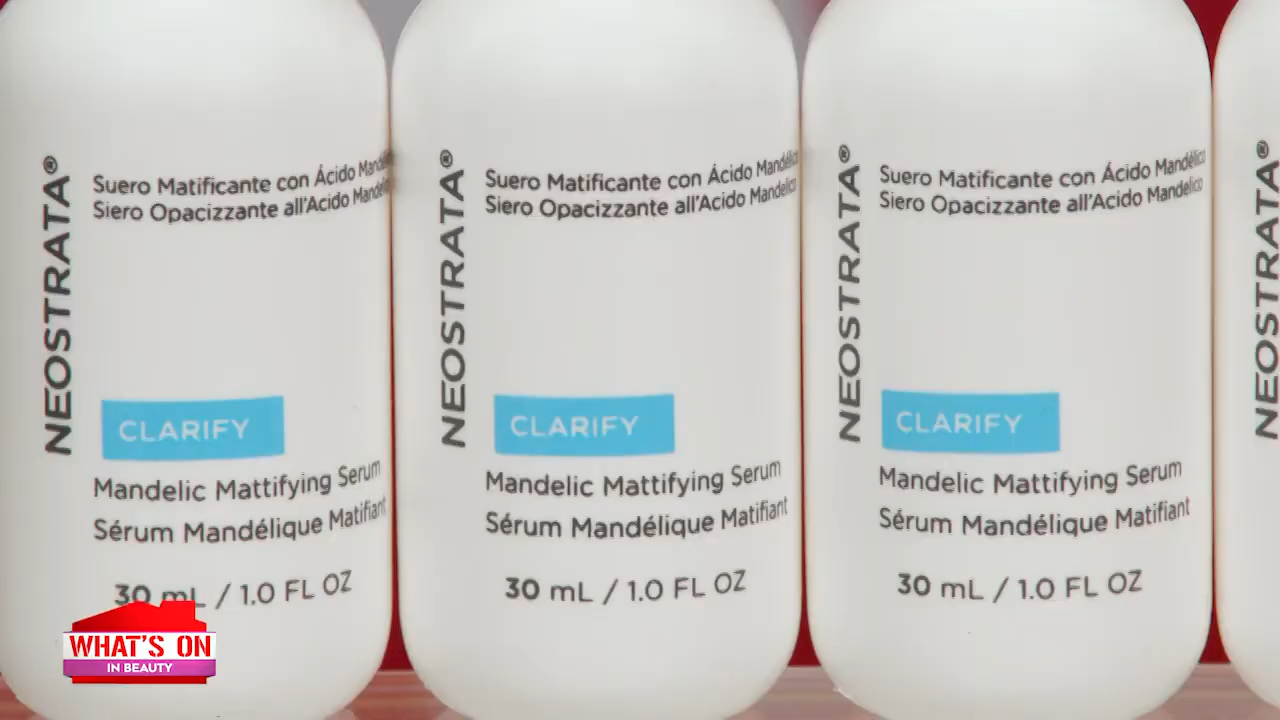 NEOSTRATA®
Suero Matificante con Ácido
Siero Opacizzante all'Acido
CLARIFY
Mandelic Mattifying Serum
Sérum Mandélique Matifiant
30 mL / 1.0 FL OZ
NEOSTRATA®
Suero Matificante con Ácido Mandélico
Siero Opacizzante all'Acido Mandelico
CLARIFY
Mandelic Mattifying Serum
Sérum Mandélique Matifiant
30 mL / 1.0 FL OZ
NEOSTRATA®
Suero Matificante con Ácido Mandélico
Siero Opacizzante all'Acido Mandelico
CLARIFY
Mandelic Mattifying Serum
Sérum Mandélique Matifiant
30 mL / 1.0 FL OZ
NEOSTRATA®
WHAT'S ON
IN BEAUTY